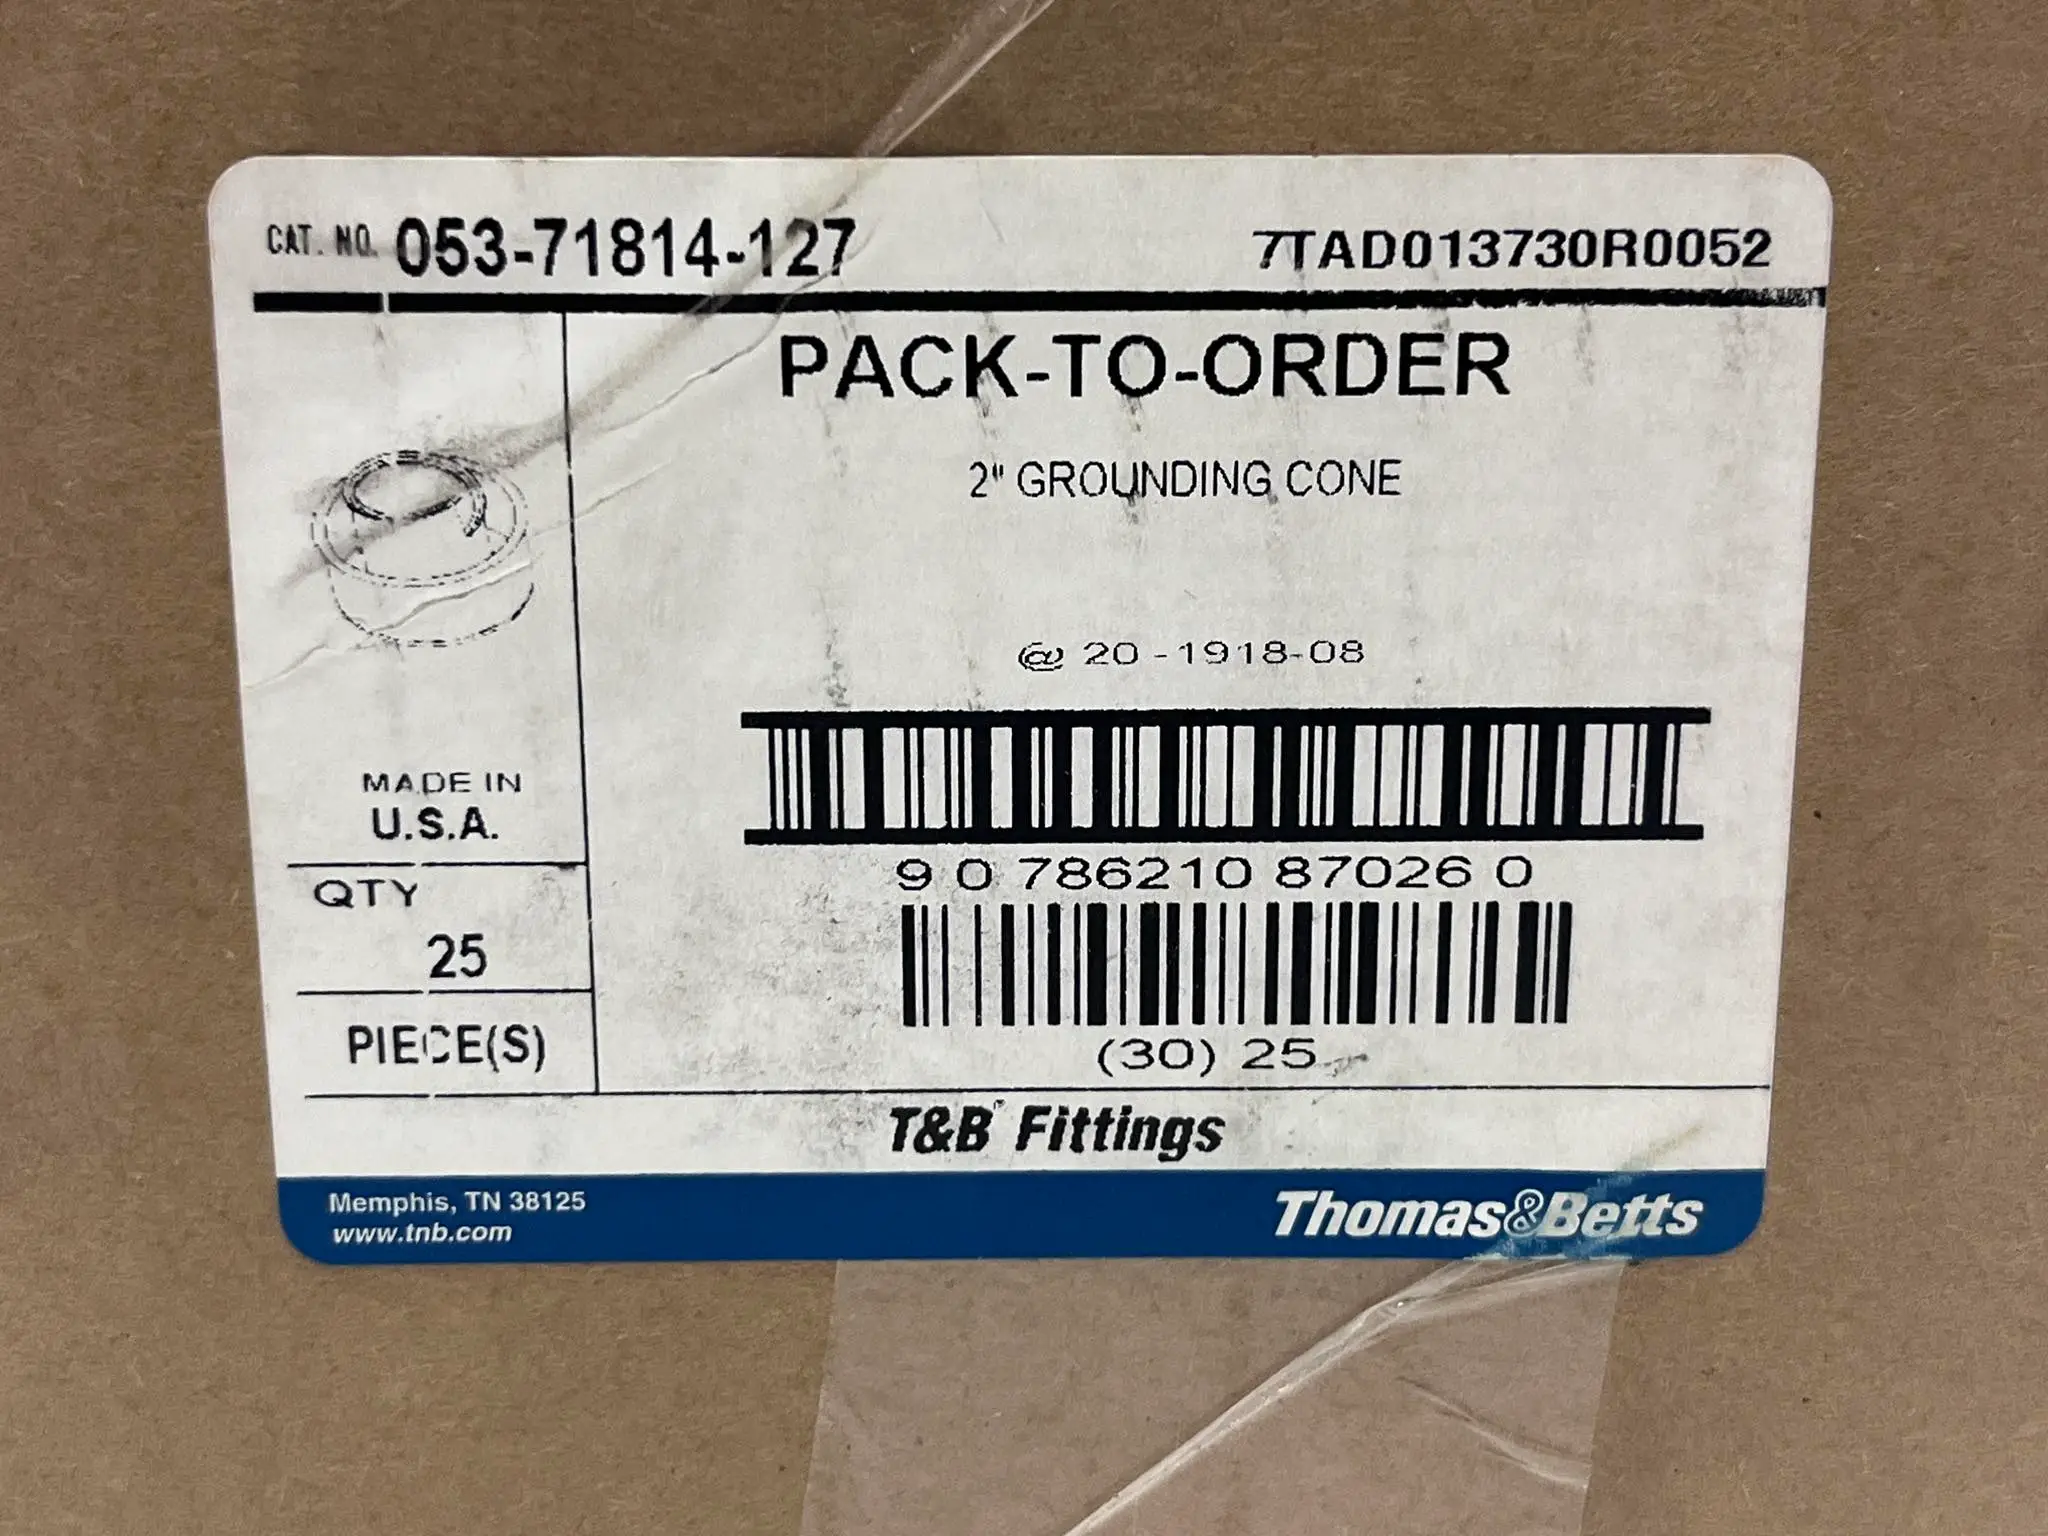 CAT. NO. 053-71814-127
7TAD013730R0052
PACK-TO-ORDER
2" GROUNDING CONE
@ 20-1918-08
MADE IN
U.S.A.
9 0 786210 87026 0
QTY
25
PIECE(S)
(30) 25
T&B Fittings
Memphis, TN 38125
www.tnb.com
Thomas&Betts